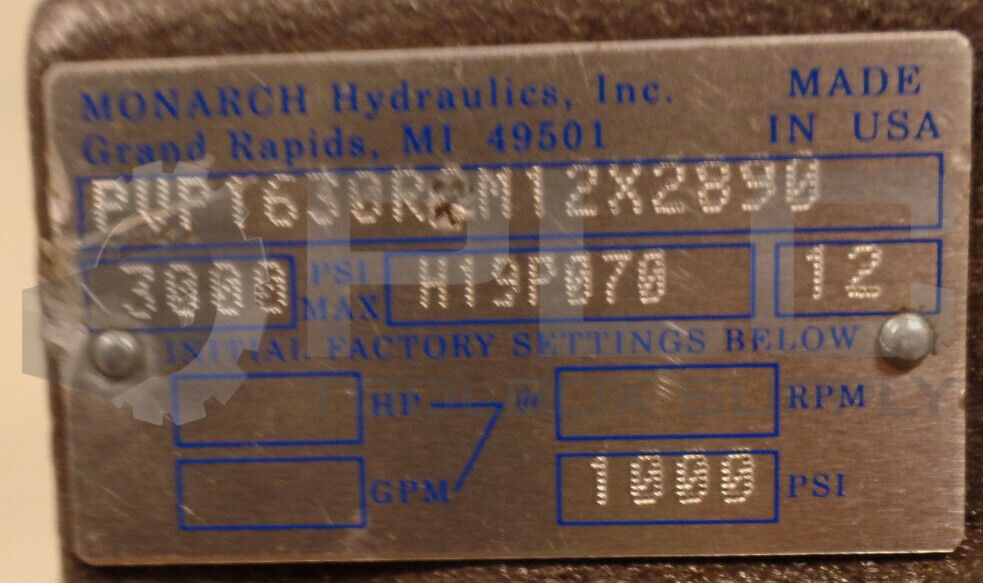 MONARCH Hydraulics, Inc.
Grand Rapids, MI 49501
MADE
IN USA
3000 PSI MAX H19P070 12
INITIAL FACTORY SETTINGS BELOW
HP @ RPM
GPM 1000 PSI